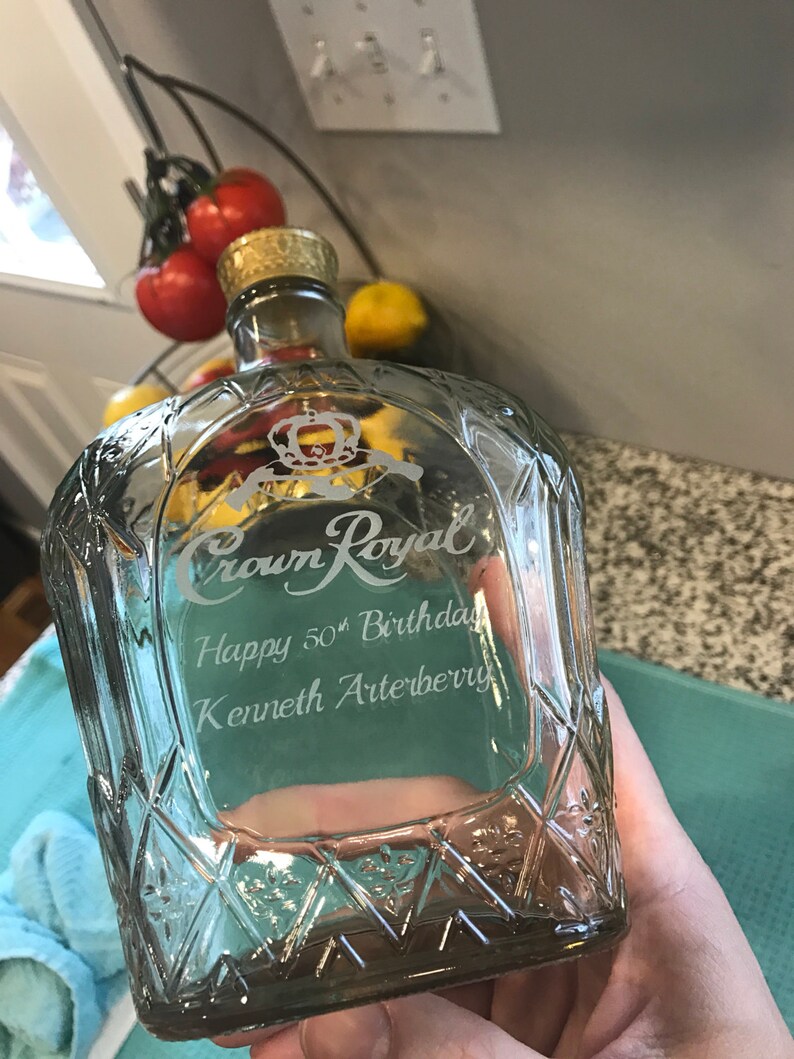 Crown Royal
Happy 50th Birthday
Kenneth Arterberry